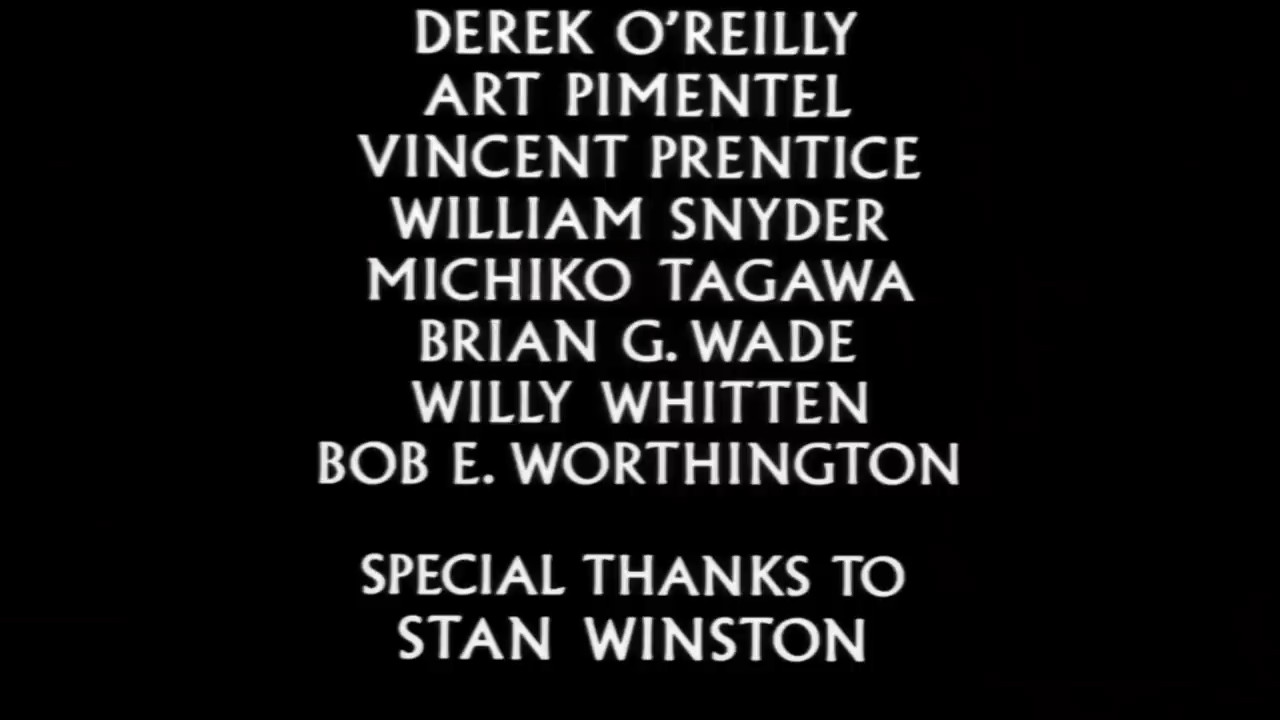 DEREK O'REILLY
ART PIMENTEL
VINCENT PRENTICE
WILLIAM SNYDER
MICHIKO TAGAWA
BRIAN G. WADE
WILLY WHITTEN
BOB E. WORTHINGTON
SPECIAL THANKS TO
STAN WINSTON